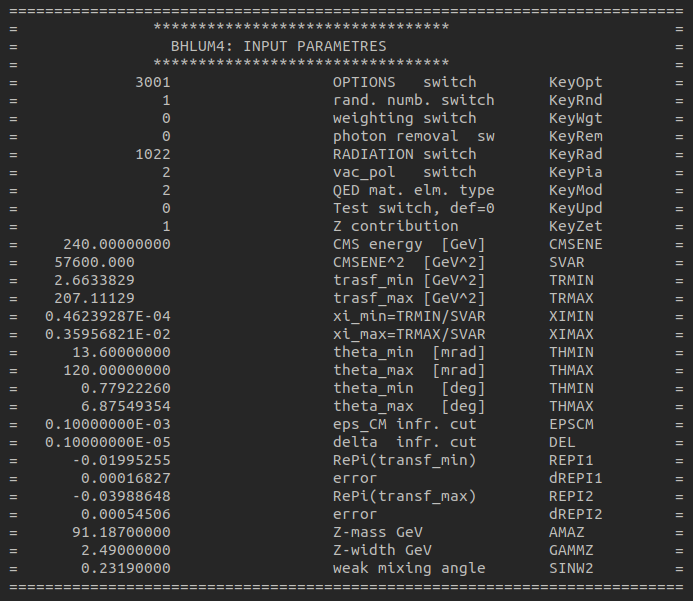 ===========================================================================
=               *********************************                         =
=                 BHLUM4: INPUT PARAMETRES                                =
=               *********************************                         =
=             3001                  OPTIONS   switch        KeyOpt        =
=                1                  rand. numb. switch      KeyRnd        =
=                0                  weighting switch        KeyWgt        =
=                0                  photon removal  sw      KeyRem        =
=             1022                  RADIATION switch        KeyRad        =
=                2                  vac_pol   switch        KeyPia        =
=                2                  QED mat. elm. type      KeyMod        =
=                0                  Test switch, def=0      KeyUpd        =
=                1                  Z contribution          KeyZet        =
=     240.00000000                  CMS energy  [GeV]       CMSENE        =
=    57600.000                      CMSENE^2  [GeV^2]       SVAR          =
=    2.6633829                      trasf_min [GeV^2]       TRMIN         =
=    207.11129                      trasf_max [GeV^2]       TRMAX         =
=   0.46239287E-04                  xi_min=TRMIN/SVAR       XIMIN         =
=   0.35956821E-02                  xi_max=TRMAX/SVAR       XIMAX         =
=      13.60000000                  theta_min  [mrad]       THMIN         =
=     120.00000000                  theta_max  [mrad]       THMAX         =
=       0.77922260                  theta_min   [deg]       THMIN         =
=       6.87549354                  theta_max   [deg]       THMAX         =
=   0.10000000E-03                  eps_CM infr. cut        EPSCM         =
=   0.10000000E-05                  delta  infr. cut        DEL           =
=      -0.01995255                  RePi(transf_min)        REPI1         =
=       0.00016827                  error                   dREPI1        =
=      -0.03988648                  RePi(transf_max)        REPI2         =
=       0.00054506                  error                   dREPI2        =
=      91.18700000                  Z-mass GeV              AMAZ          =
=       2.49000000                  Z-width GeV             GAMMZ         =
=       0.23190000                  weak mixing angle       SINW2         =
===========================================================================